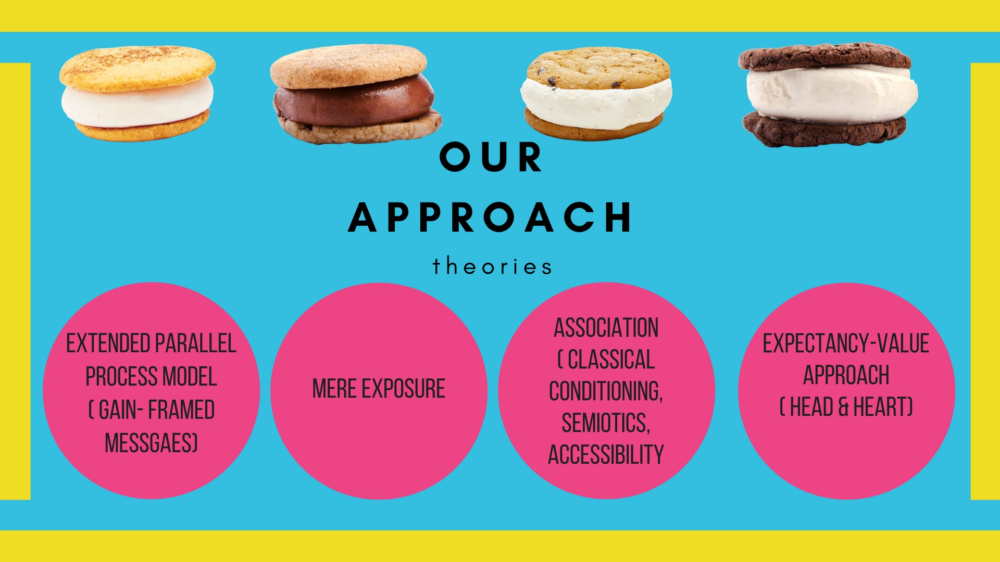 OUR
APPROACH
theories
EXTENDED PARALLEL
PROCESS MODEL
( GAIN- FRAMED
MESSGAES)
MERE EXPOSURE
ASSOCIATION
( CLASSICAL
CONDITIONING,
SEMIOTICS,
ACCESSIBILITY
EXPECTANCY-VALUE
APPROACH
( HEAD & HEART)